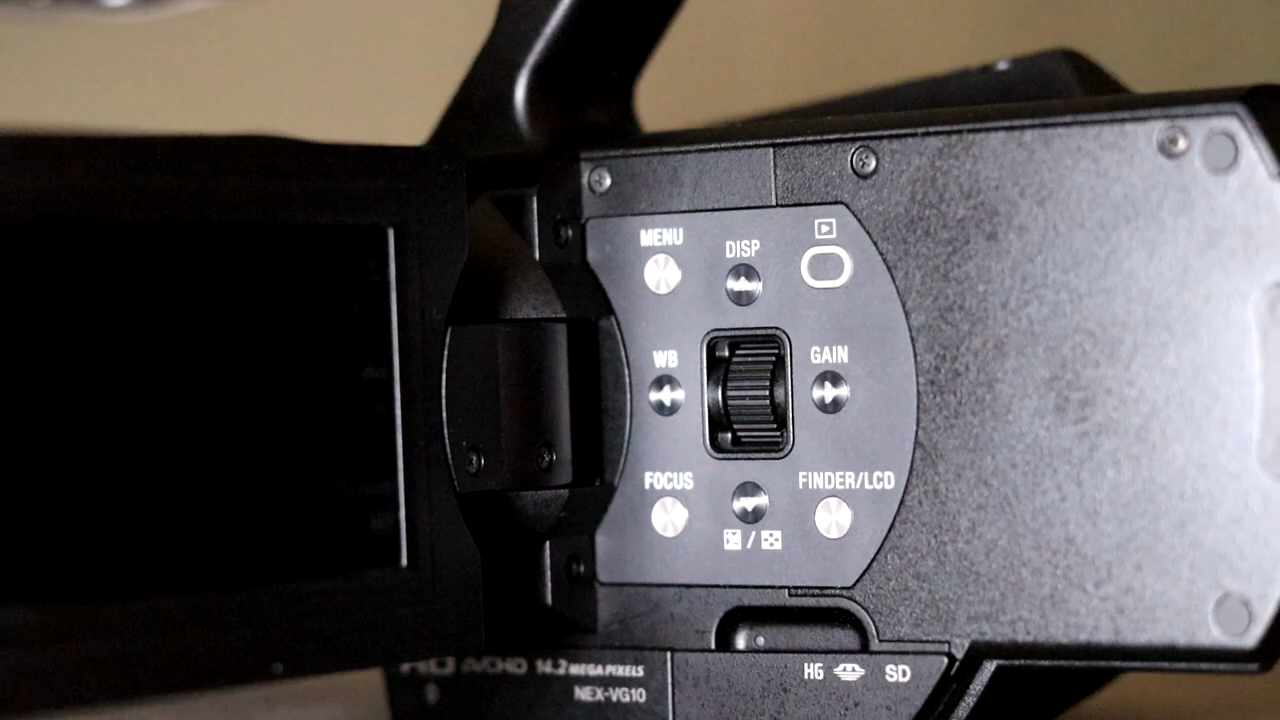 MENU
DISP
WB
GAIN
FOCUS
FINDER/LCD
/
HG SD
14.2 MEGA PIXELS
NEX-VG10